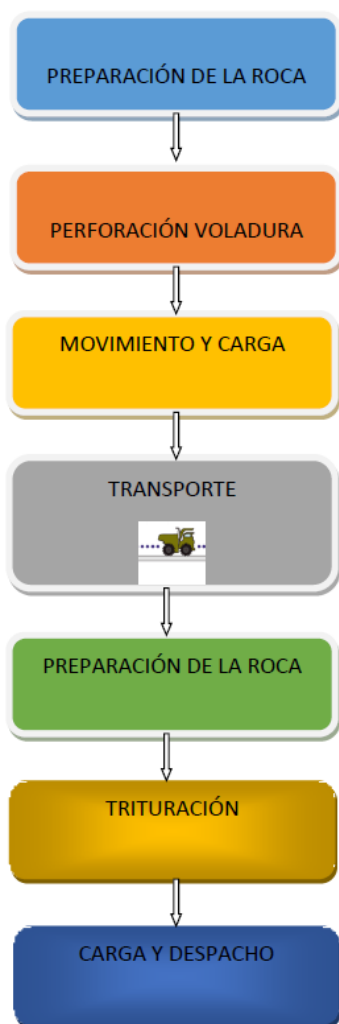 PREPARACIÓN DE LA ROCA
PERFORACIÓN VOLADURA
MOVIMIENTO Y CARGA
TRANSPORTE
PREPARACIÓN DE LA ROCA
TRITURACIÓN
CARGA Y DESPACHO